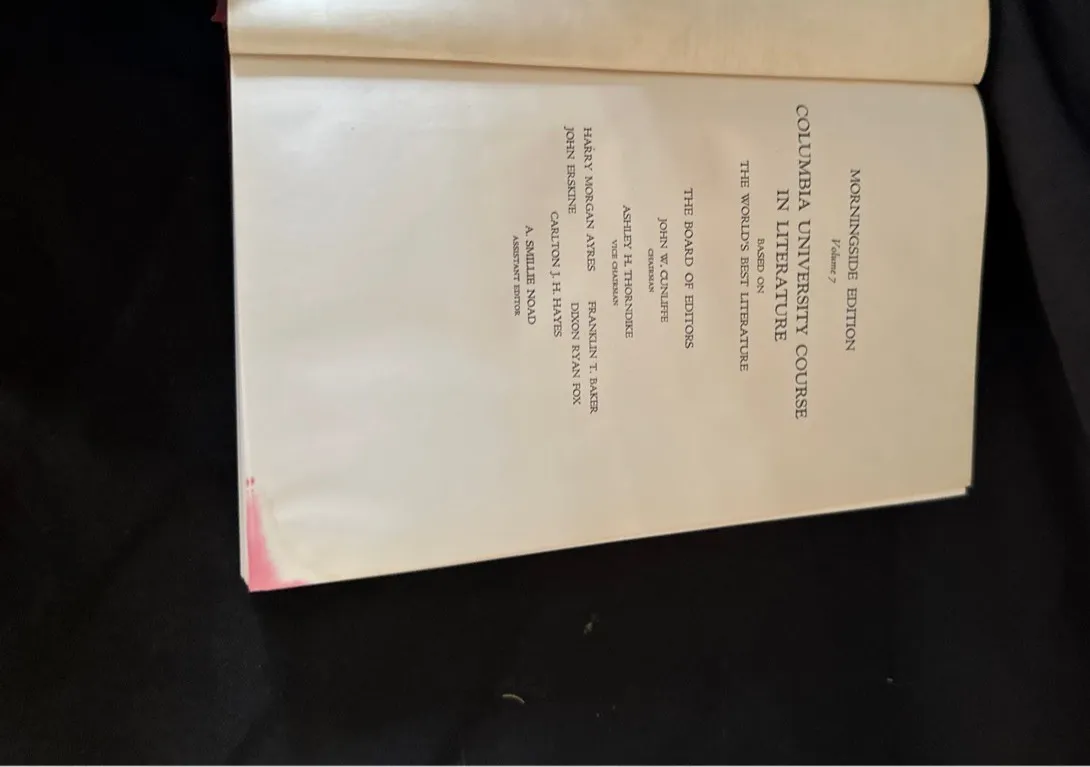 MORNINGSIDE EDITION
Volume 7
COLUMBIA UNIVERSITY COURSE
IN LITERATURE
BASED ON
THE WORLD'S BEST LITERATURE
THE BOARD OF EDITORS
JOHN W. CUNLIFFE
CHAIRMAN
ASHLEY H. THORNDIKE
VICE CHAIRMAN
HARRY MORGAN AYRES FRANKLIN T. BAKER
JOHN ERSKINE DIXON RYAN FOX
CARLTON J. H. HAYES
A. SMILLIE NOAD
ASSISTANT EDITOR